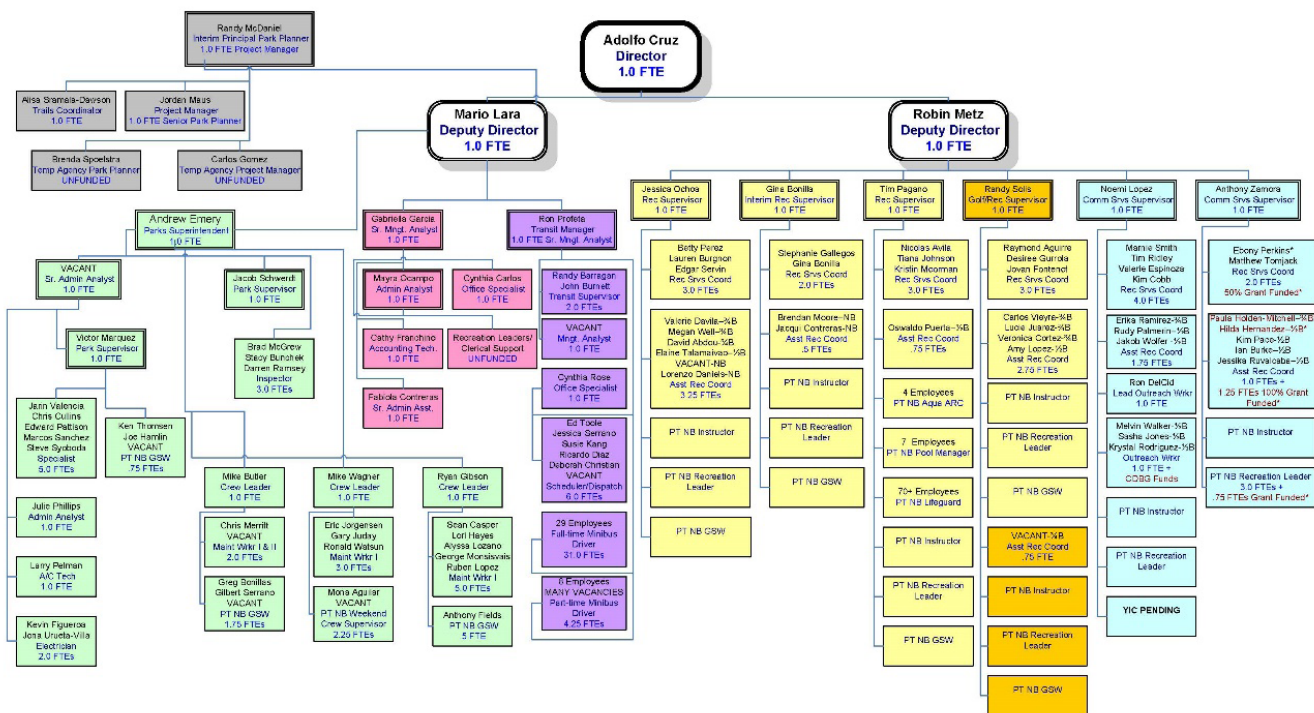 Randy McDaniel
Interim Principal Park Planner
1.0 FTE Project Manager
Adolfo Cruz
Director
1.0 FTE
Alisa Sramala-Dawson
Trails Coordinator
1.0 FTE
Jordan Maus
Project Manager
1.0 FTE Senior Park Planner
Brenda Spoelstra
Temp Agency Park Planner
UNFUNDED
Carlos Gomez
Temp Agency Project Manager
UNFUNDED
Mario Lara
Deputy Director
1.0 FTE
Robin Metz
Deputy Director
1.0 FTE
Andrew Emery
Parks Superintendent
1.0 FTE
Gabriella Garcia
Sr. Mngt. Analyst
1.0 FTE
Ron Profeta
Transit Manager
1.0 FTE Sr. Mngt. Analyst
Jessica Ochoa
Rec Supervisor
1.0 FTE
Gina Bonilla
Interim Rec Supervisor
1.0 FTE
Tim Pagano
Rec Supervisor
1.0 FTE
Randy Solis
Golf/Rec Supervisor
1.0 FTE
Noemi Lopez
Comm Srvs Supervisor
1.0 FTE
Anthony Zamora
Comm Srvs Supervisor
1.0 FTE
VACANT
Sr. Admin Analyst
1.0 FTE
Jacob Schwerdt
Park Supervisor
1.0 FTE
Victor Marquez
Park Supervisor
1.0 FTE
Brad McGrew
Stacy Bunchek
Darren Ramsey
Inspector
3.0 FTEs
Jann Valencia
Chris Cullins
Edward Pattison
Marcos Sanchez
Steve Svoboda
Specialist
5.0 FTEs
Ken Thomsen
Joe Hamlin
VACANT
PT NB GSW
.75 FTEs
Julie Phillips
Admin Analyst
1.0 FTE
Larry Pelman
A/C Tech
1.0 FTE
Kevin Figueroa
Jona Urueta-Villa
Electrician
2.0 FTEs
Mike Butler
Crew Leader
1.0 FTE
Chris Merrill
VACANT
Maint Wrkr I & II
2.0 FTEs
Greg Bonillas
Gilbert Serrano
VACANT
PT NB GSW
1.75 FTEs
Mike Wagner
Crew Leader
1.0 FTE
Eric Jorgensen
Gary Juday
Ronald Watson
Maint Wrkr I
3.0 FTEs
Mona Aguilar
VACANT
PT NB Weekend
Crew Supervisor
2.25 FTEs
Ryan Gibson
Crew Leader
1.0 FTE
Sean Casper
Lori Hayes
Alyssa Lozano
George Monsisvais
Ruben Lopez
Maint Wrkr I
5.0 FTEs
Anthony Fields
PT NB GSW
.5 FTE
Mayra Ocampo
Admin Analyst
1.0 FTE
Cynthia Carlos
Office Specialist
1.0 FTE
Cathy Franchino
Accounting Tech.
1.0 FTE
Recreation Leaders/
Clerical Support
UNFUNDED
Fabiola Contreras
Sr. Admin Asst.
1.0 FTE
Randy Barragan
John Burnett
Transit Supervisor
2.0 FTEs
VACANT
Mngt. Analyst
1.0 FTE
Cynthia Rose
Office Specialist
1.0 FTE
Ed Toole
Jessica Serrano
Susie Kang
Ricardo Diaz
Deborah Christian
VACANT
Scheduler/Dispatch
6.0 FTEs
29 Employees
Full-time Minibus
Driver
31.0 FTEs
6 Employees
MANY VACANCIES
Part-time Minibus
Driver
4.25 FTEs
Betty Perez
Lauren Burgnon
Edgar Servin
Rec Srvs Coord
3.0 FTEs
Valerie Davila-¾B
Megan Well-¾B
David Abdou-¾B
Elaine Talamaivao-½B
VACANT-NB
Lorenzo Daniels-NB
Asst Rec Coord
3.25 FTEs
PT NB Instructor
PT NB Recreation
Leader
PT NB GSW
Stephanie Gallegos
Gina Bonilla
Rec Srvs Coord
2.0 FTEs
Brendan Moore-NB
Jacqui Contreras-NB
Asst Rec Coord
.5 FTEs
PT NB Instructor
PT NB Recreation
Leader
PT NB GSW
Nicolas Avila
Tiana Johnson
Kristin Moorman
Rec Srvs Coord
3.0 FTEs
Oswaldo Puerta-¾B
Asst Rec Coord
.75 FTE
4 Employees
PT NB Aqua ARC
7 Employees
PT NB Pool Manager
70+ Employees
PT NB Lifeguard
PT NB Instructor
PT NB Recreation
Leader
PT NB GSW
Raymond Aguirre
Desiree Gurrola
Jovan Fontenot
Rec Srvs Coord
3.0 FTEs
Carlos Vieyra-¾B
Lucie Juarez-¾B
Veronica Cortez-¾B
Amy Lopez-½B
Asst Rec Coord
2.75 FTEs
PT NB Instructor
PT NB Recreation
Leader
PT NB GSW
VACANT-¾B
Asst Rec Coord
.75 FTE
PT NB Instructor
PT NB Recreation
Leader
PT NB GSW
Mamie Smith
Tim Ridley
Valerie Espinoza
Kim Cobb
Rec Srvs Coord
4.0 FTEs
Erika Ramirez-¾B
Rudy Palmerin-½B
Jakob Wolfer-½B
Asst Rec Coord
1.75 FTEs
Ron DelCid
Lead Outreach Wrkr
1.0 FTE
Melvin Walker-¾B
Sasha Jones-¾B
Krystal Rodriguez-½B
Outreach Wrkr
1.0 FTE +
CDBG Funds
PT NB Instructor
PT NB Recreation
Leader
YIC PENDING
Ebony Perkins*
Matthew Tomjack
Rec Srvs Coord
2.0 FTEs
50% Grant Funded*
Paula Holden-Mitchell-¾B*
Hilda Hernandez-½B*
Kim Pace-½B
Ian Burke-½B
Jessika Ruvalcaba-½B
Asst Rec Coord
1.0 FTEs +
1.25 FTEs 100% Grant
Funded*
PT NB Instructor
PT NB Recreation Leader
3.0 FTEs +
.75 FTEs Grant Funded*